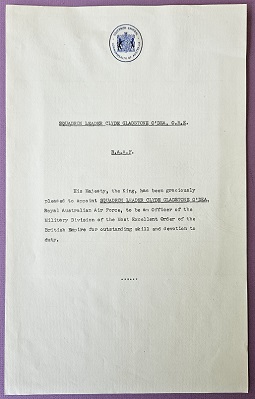 SQUADRON LEADER CLYDE GLADSTONE O'DEA, O.B.E.
R.A.A.F.
His Majesty, the King, has been graciously
pleased to appoint SQUADRON LEADER CLYDE GLADSTONE O'DEA,
Royal Australian Air Force, to be an Officer of the
Military Division of the Most Excellent Order of the
British Empire for outstanding skill and devotion to
duty.
......